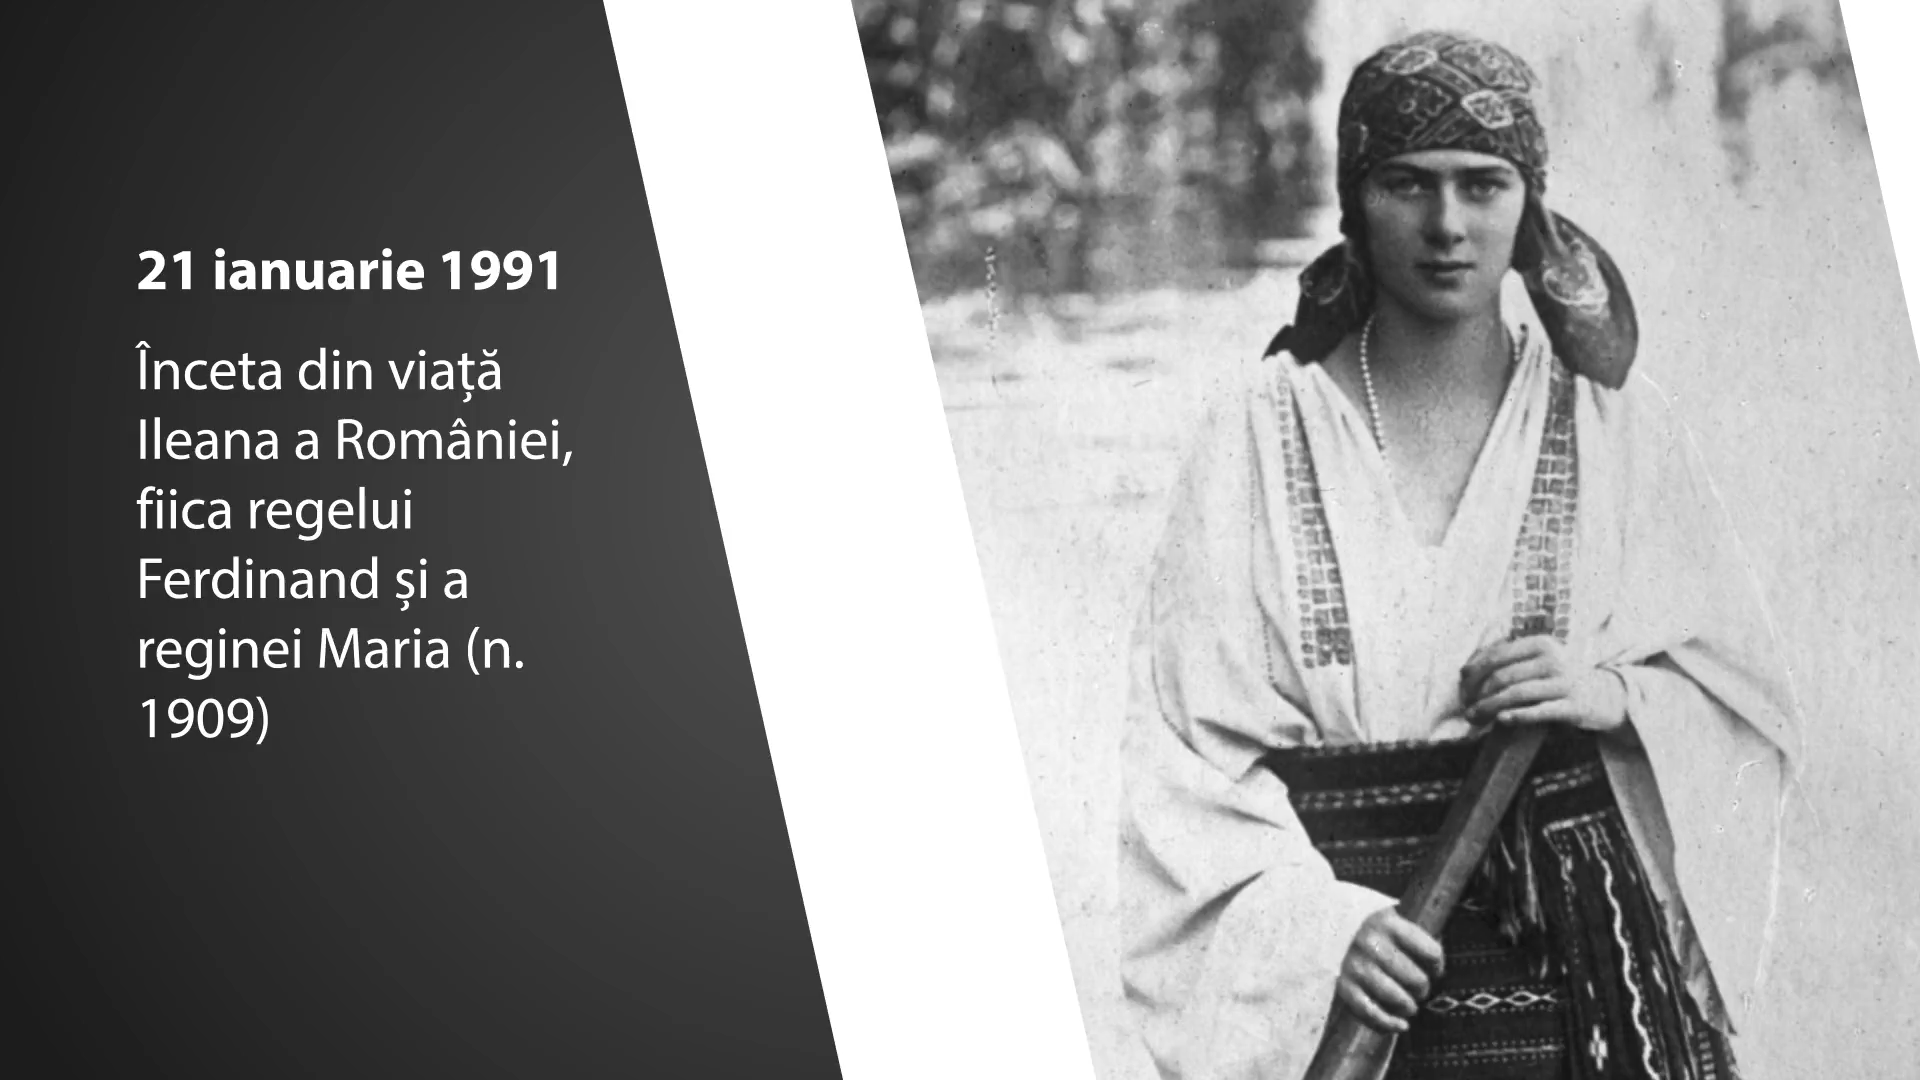 21 ianuarie 1991
Înceta din viață
Ileana a României,
fiica regelui
Ferdinand și a
reginei Maria (n.
1909)